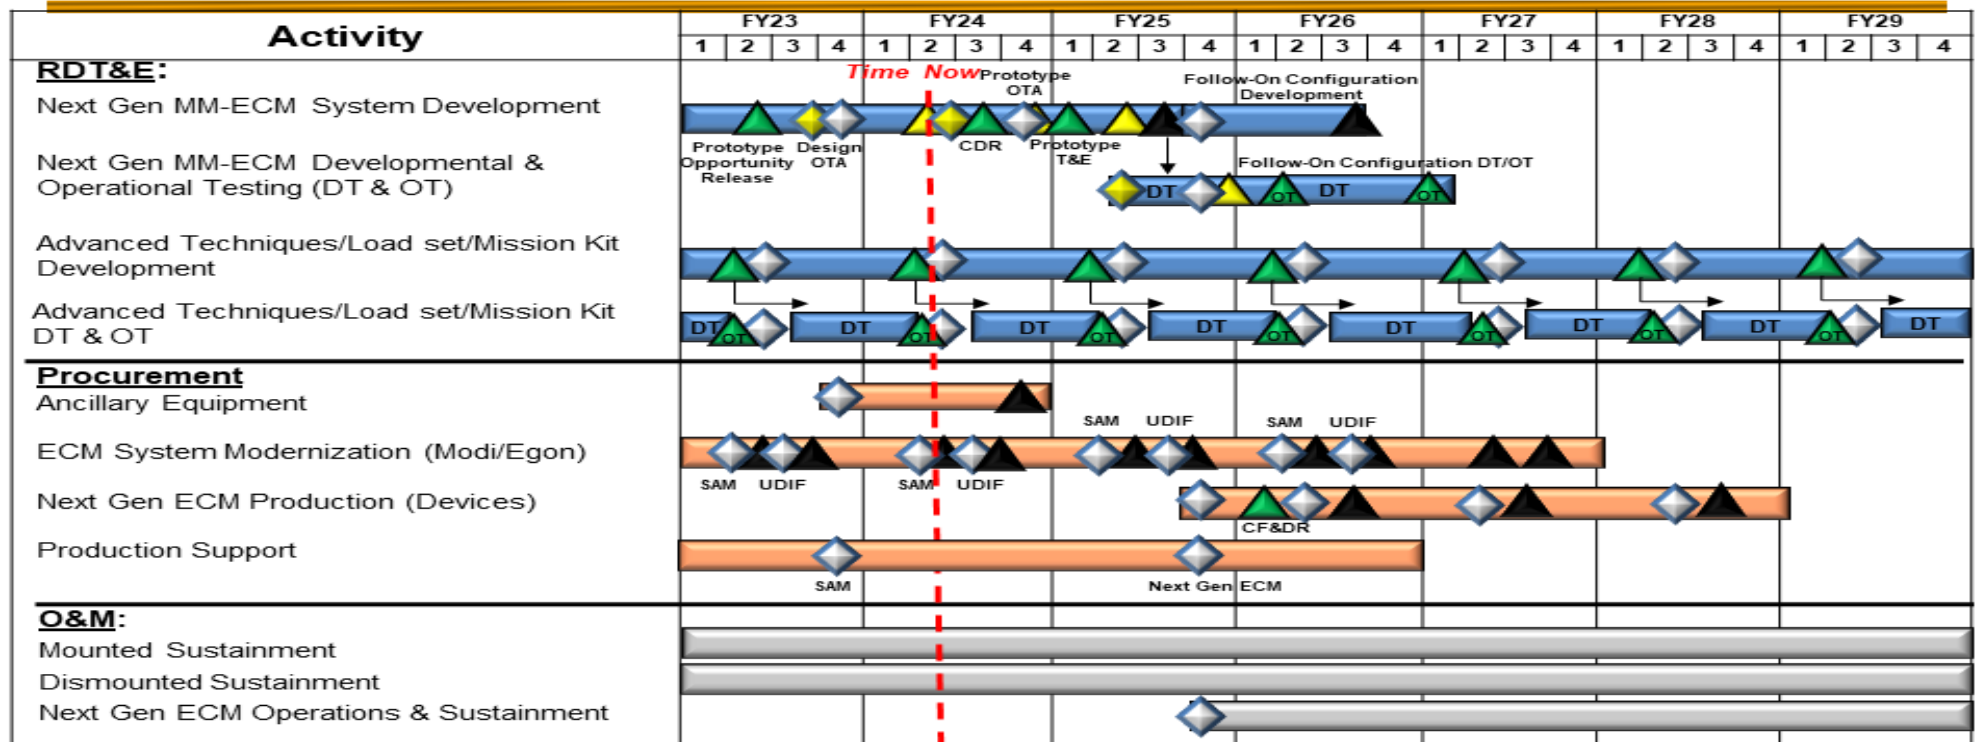 FY23 FY24 FY25 FY26 FY27 FY28 FY29
Activity
1 2 3 4 1 2 3 4 1 2 3 4 1 2 3 4 1 2 3 4 1 2 3 4 1 2 3 4
RDT&E:
Time Now
Prototype
OTA
Follow-On Configuration
Development
Next Gen MM-ECM System Development
Prototype
Opportunity
Release
Design
OTA
CDR
Prototype
T&E
Next Gen MM-ECM Developmental &
Operational Testing (DT & OT)
Follow-On Configuration DT/OT
DT OT DT OT
Advanced Techniques/Load set/Mission Kit
Development
Advanced Techniques/Load set/Mission Kit
DT & OT
DT OT DT OT DT OT DT OT DT OT DT OT DT OT DT
Procurement
Ancillary Equipment
SAM UDIF SAM UDIF
ECM System Modernization (Modi/Egon)
SAM UDIF SAM UDIF
Next Gen ECM Production (Devices)
CF&DR
Production Support
SAM Next Gen ECM
O&M:
Mounted Sustainment
Dismounted Sustainment
Next Gen ECM Operations & Sustainment